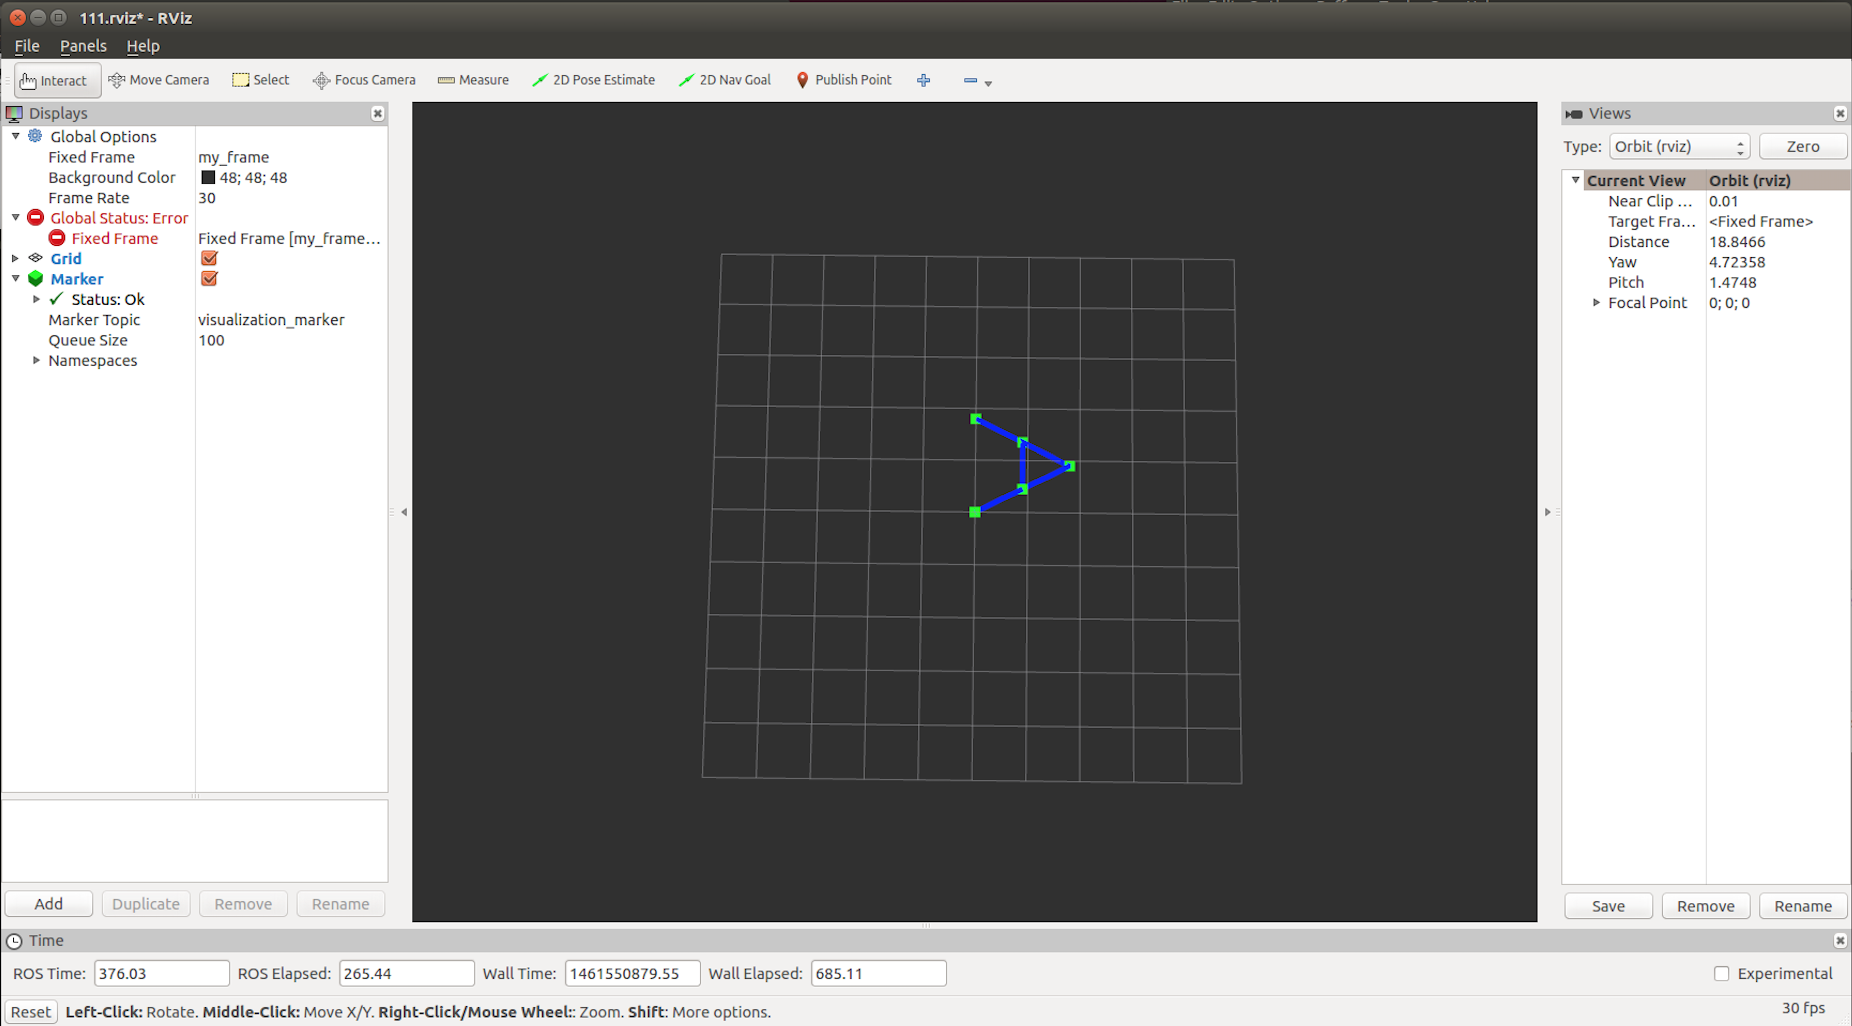 111.rviz* - RViz
File Panels Help
Interact Move Camera Select Focus Camera Measure 2D Pose Estimate 2D Nav Goal Publish Point
Displays
Global Options
Fixed Frame my_frame
Background Color 48; 48; 48
Frame Rate 30
Global Status: Error
Fixed Frame Fixed Frame [my_frame...
Grid
Marker
Status: Ok
Marker Topic visualization_marker
Queue Size 100
Namespaces
Add Duplicate Remove Rename
Views
Type: Orbit (rviz) Zero
Current View Orbit (rviz)
Near Clip ... 0.01
Target Fra... <Fixed Frame>
Distance 18.8466
Yaw 4.72358
Pitch 1.4748
Focal Point 0; 0; 0
Save Remove Rename
Time
ROS Time: 376.03 ROS Elapsed: 265.44 Wall Time: 1461550879.55 Wall Elapsed: 685.11 Experimental
Reset Left-Click: Rotate. Middle-Click: Move X/Y. Right-Click/Mouse Wheel:: Zoom. Shift: More options. 30 fps